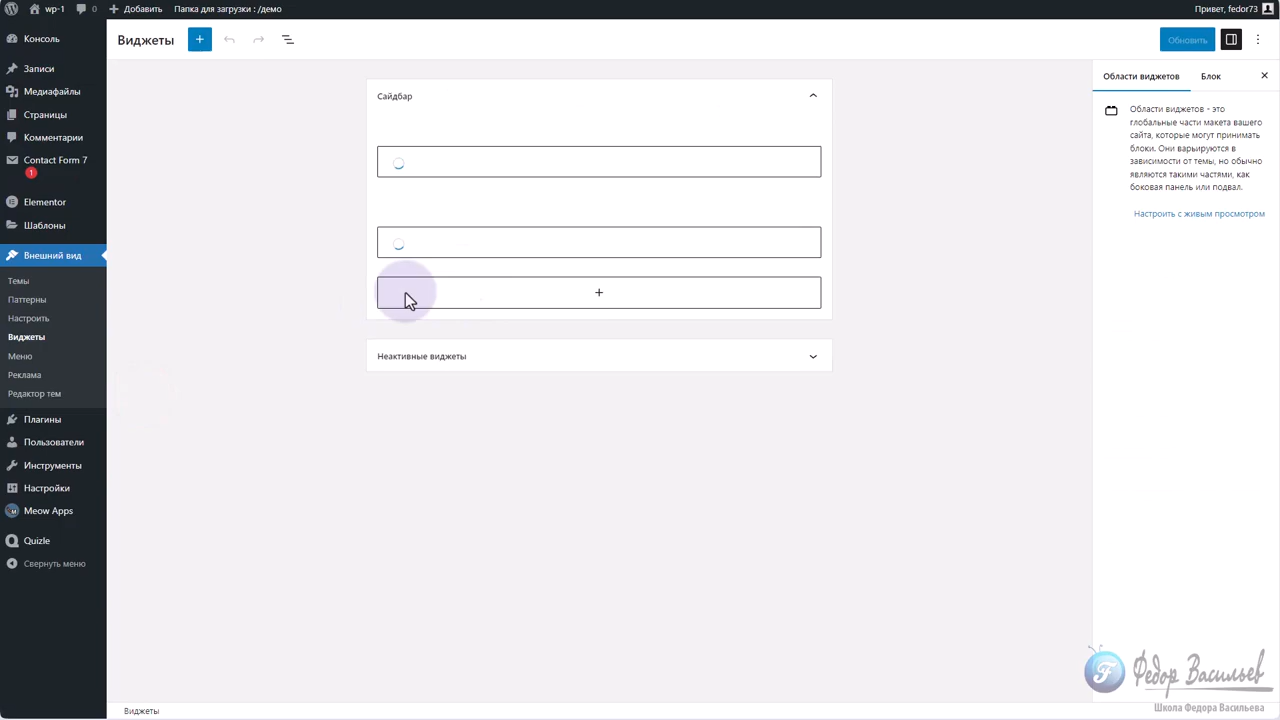 wp-1
0
Добавить
Папка для загрузки : /демо
Привет, fedor73
Консоль
Записи
Медиафайлы
Страницы
Комментарии
Contact Form 7
1
Elementor
Шаблоны
Внешний вид
Темы
Паттерны
Настроить
Виджеты
Меню
Реклама
Редактор тем
Плагины
Пользователи
Инструменты
Настройки
Meow Apps
Quizle
Свернуть меню
Виджеты
Обновить
Сайдбар
Неактивные виджеты
Области виджетов
Блок
Области виджетов - это
глобальные части макета вашего
сайта, которые могут принимать
блоки. Они варьируются в
зависимости от темы, но обычно
являются такими частями, как
боковая панель или подвал.
Настроить с живым просмотром
Федор Васильев
Школа Федора Васильева
Виджеты